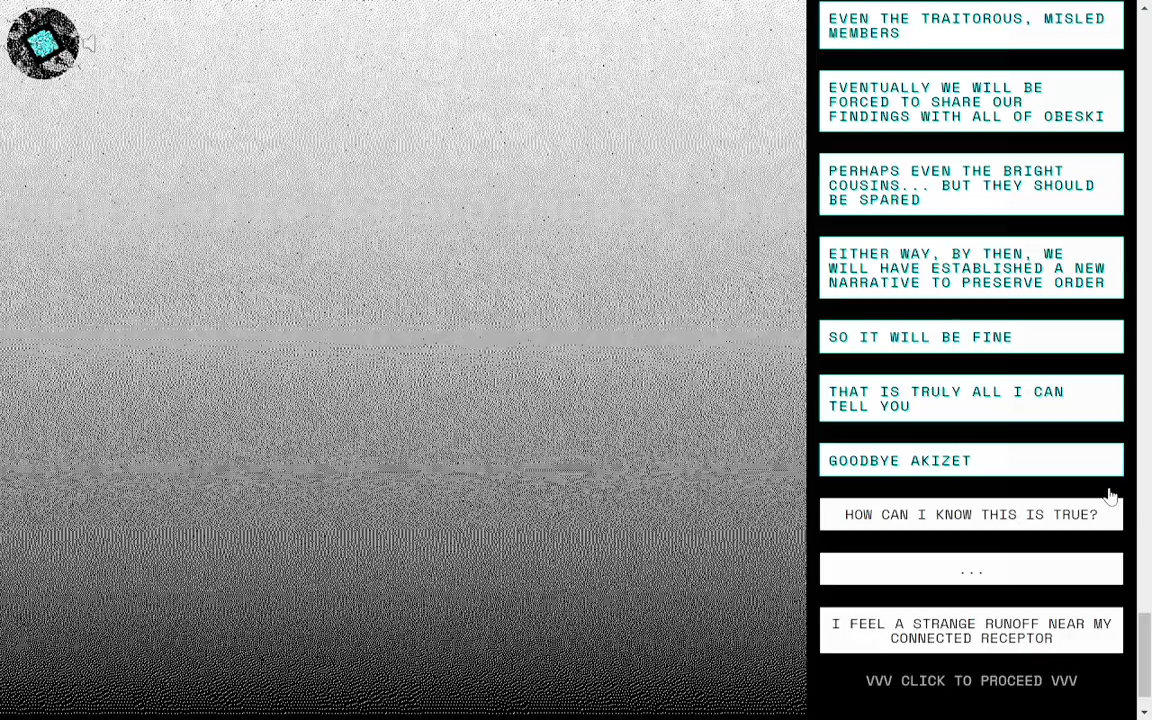 EVEN THE TRAITOROUS, MISLED
MEMBERS
EVENTUALLY WE WILL BE
FORCED TO SHARE OUR
FINDINGS WITH ALL OF OBESKI
PERHAPS EVEN THE BRIGHT
COUSINS... BUT THEY SHOULD
BE SPARED
EITHER WAY, BY THEN, WE
WILL HAVE ESTABLISHED A NEW
NARRATIVE TO PRESERVE ORDER
SO IT WILL BE FINE
THAT IS TRULY ALL I CAN
TELL YOU
GOODBYE AKIZET
HOW CAN I KNOW THIS IS TRUE?
...
I FEEL A STRANGE RUNOFF NEAR MY
CONNECTED RECEPTOR
VVV CLICK TO PROCEED VVV